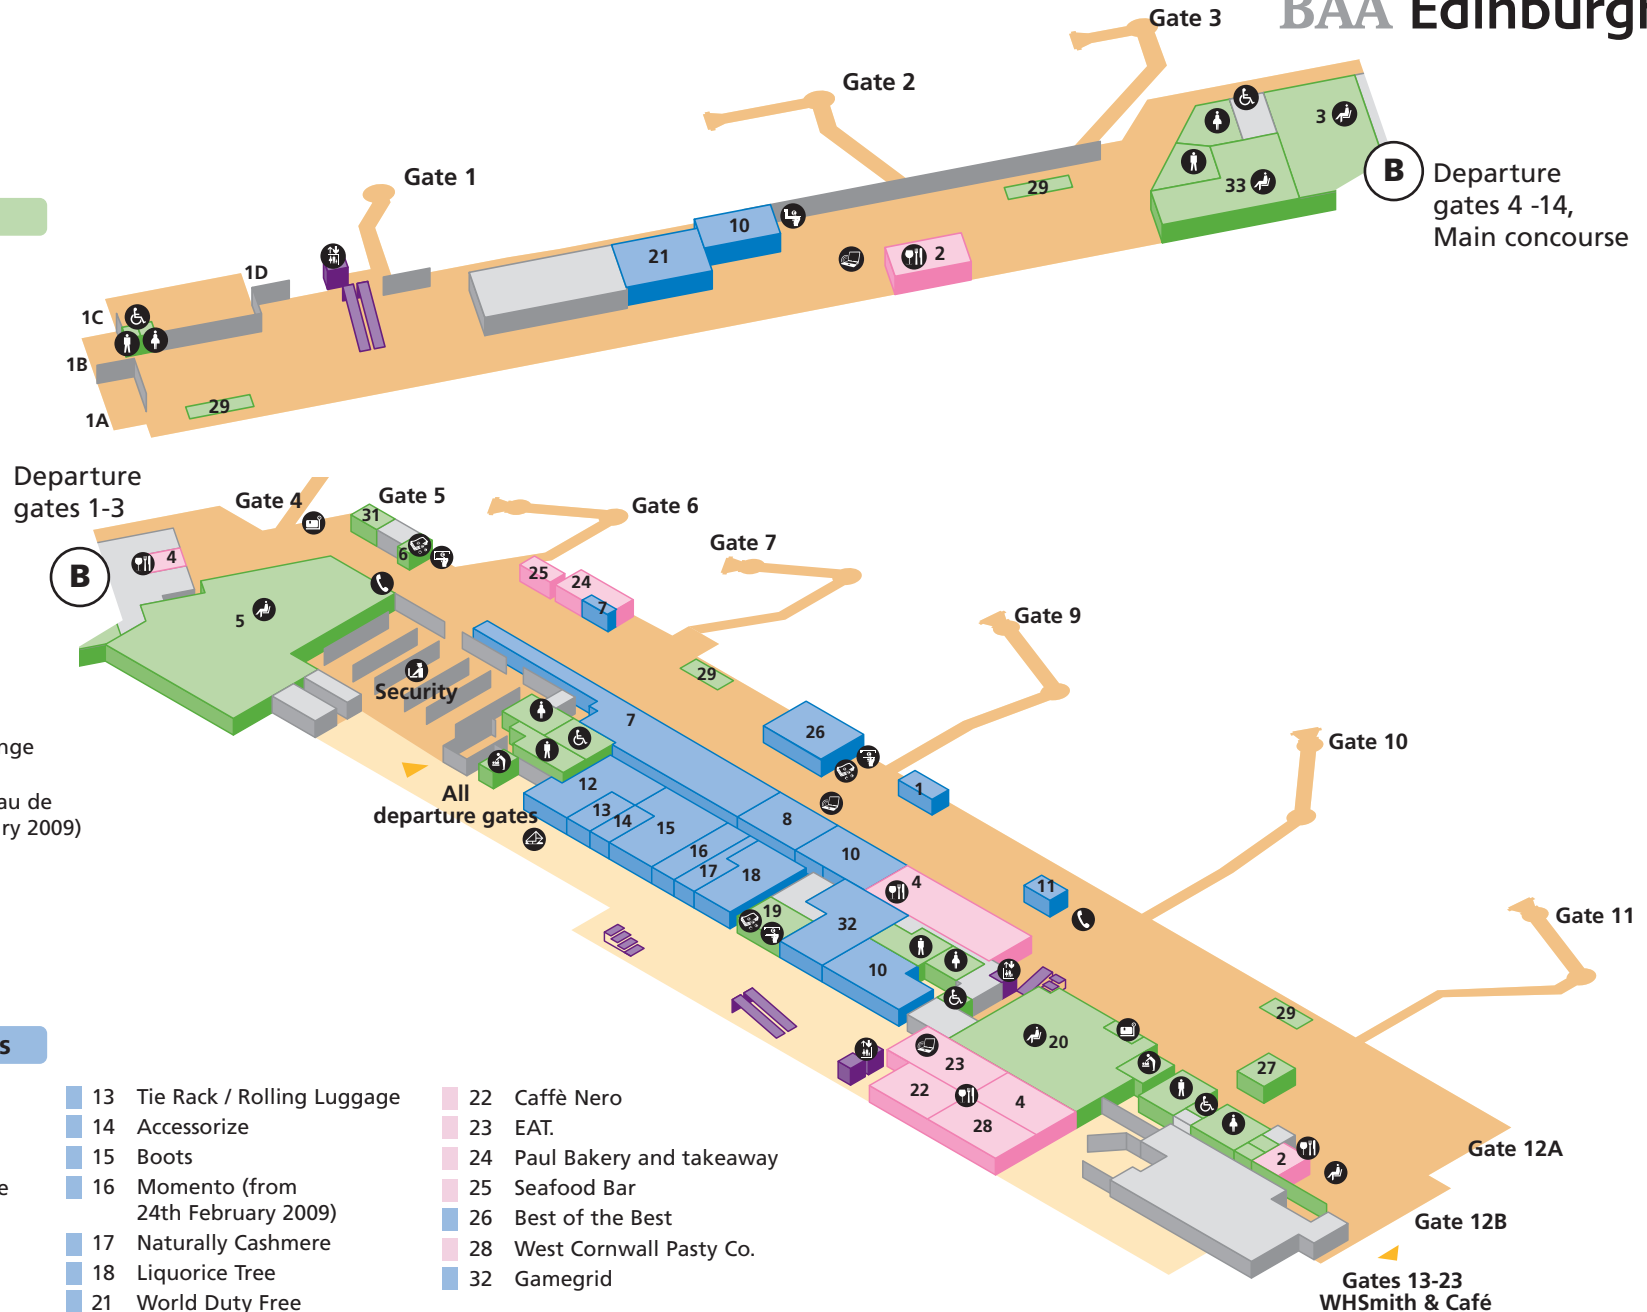 BAA Edinburgh
Gate 3
Gate 2
Gate 1
3
33
B
Departure
gates 4 -14,
Main concourse
29
10
21
2
1D
1C
1B
1A
29
Departure
gates 1-3
B
Gate 4
Gate 5
Gate 6
Gate 7
Gate 9
Gate 10
Gate 11
31
6
4
5
25
24
7
29
Security
7
26
1
nge
au de
ry 2009)
All
departure gates
12
13
14
15
16
17
18
8
10
4
11
19
32
10
20
29
27
23
22
4
28
2
Gate 12A
Gate 12B
Gates 13-23
WHSmith & Café
s
e
13 Tie Rack / Rolling Luggage
14 Accessorize
15 Boots
16 Momento (from
24th February 2009)
17 Naturally Cashmere
18 Liquorice Tree
21 World Duty Free
22 Caffè Nero
23 EAT.
24 Paul Bakery and takeaway
25 Seafood Bar
26 Best of the Best
28 West Cornwall Pasty Co.
32 Gamegrid